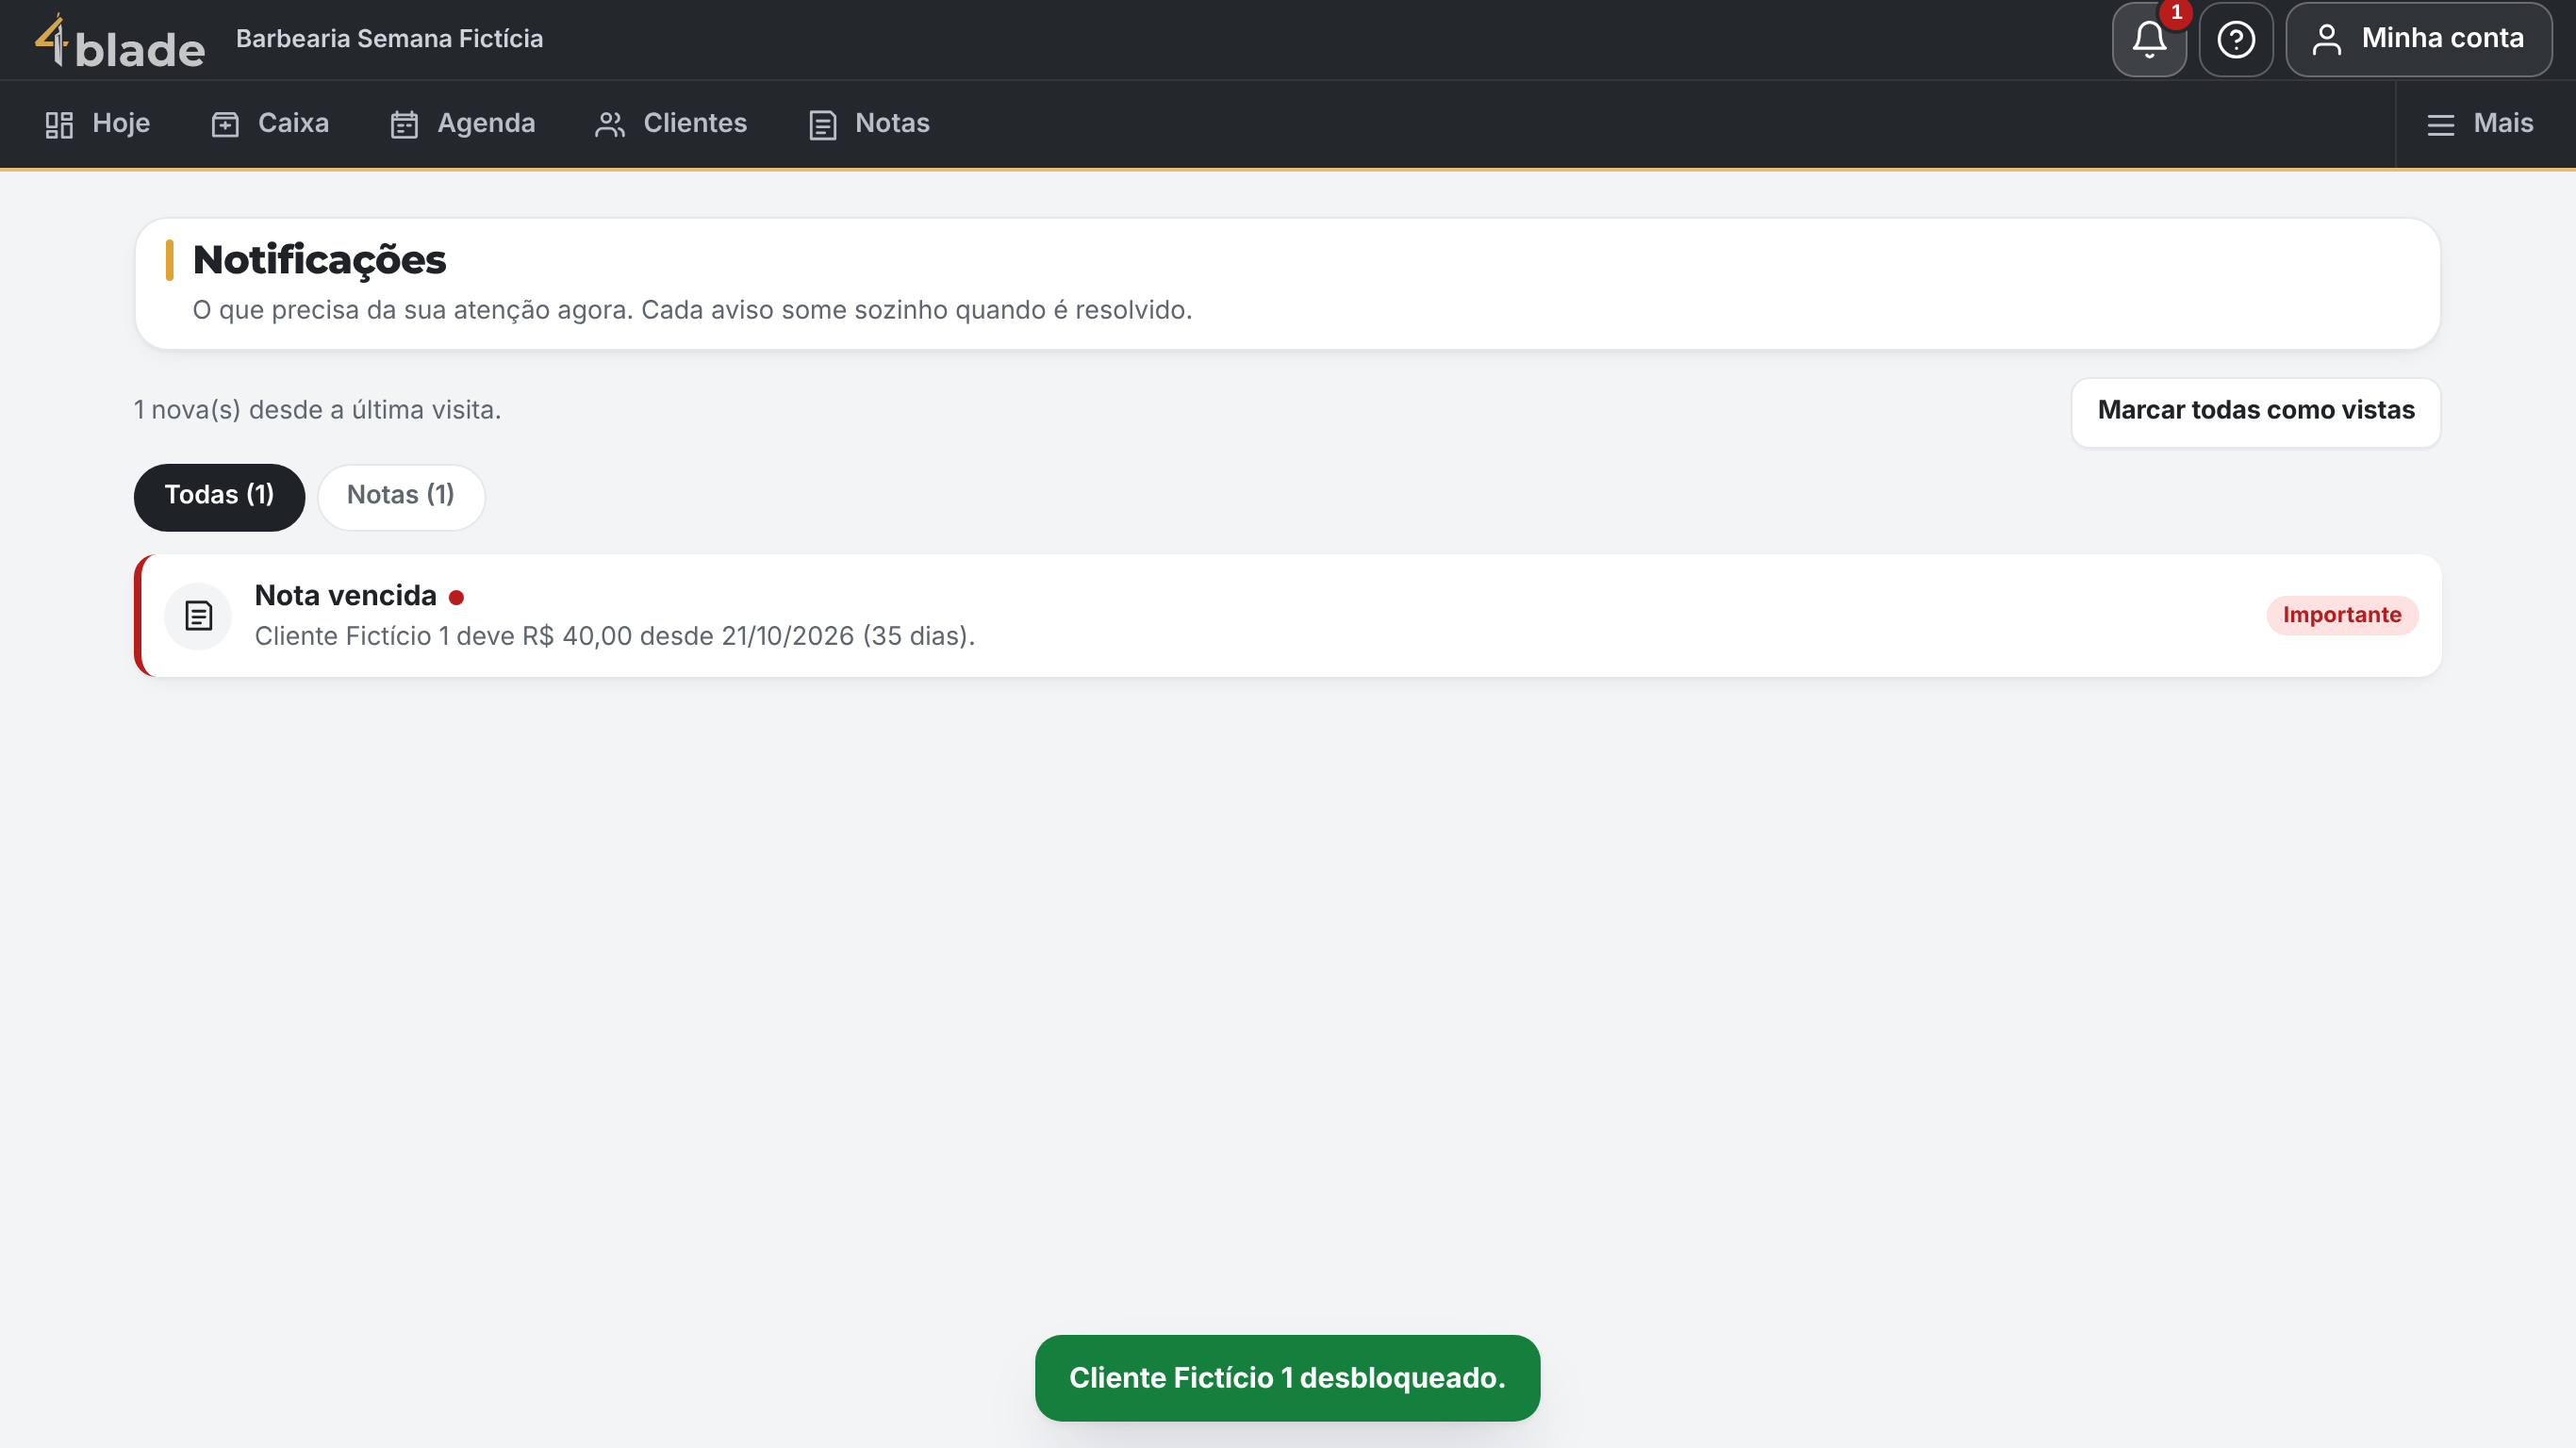 4blade
Barbearia Semana Fictícia
1
Minha conta
Hoje
Caixa
Agenda
Clientes
Notas
Mais
Notificações
O que precisa da sua atenção agora. Cada aviso some sozinho quando é resolvido.
1 nova(s) desde a última visita.
Marcar todas como vistas
Todas (1)
Notas (1)
Nota vencida
Cliente Fictício 1 deve R$ 40,00 desde 21/10/2026 (35 dias).
Importante
Cliente Fictício 1 desbloqueado.